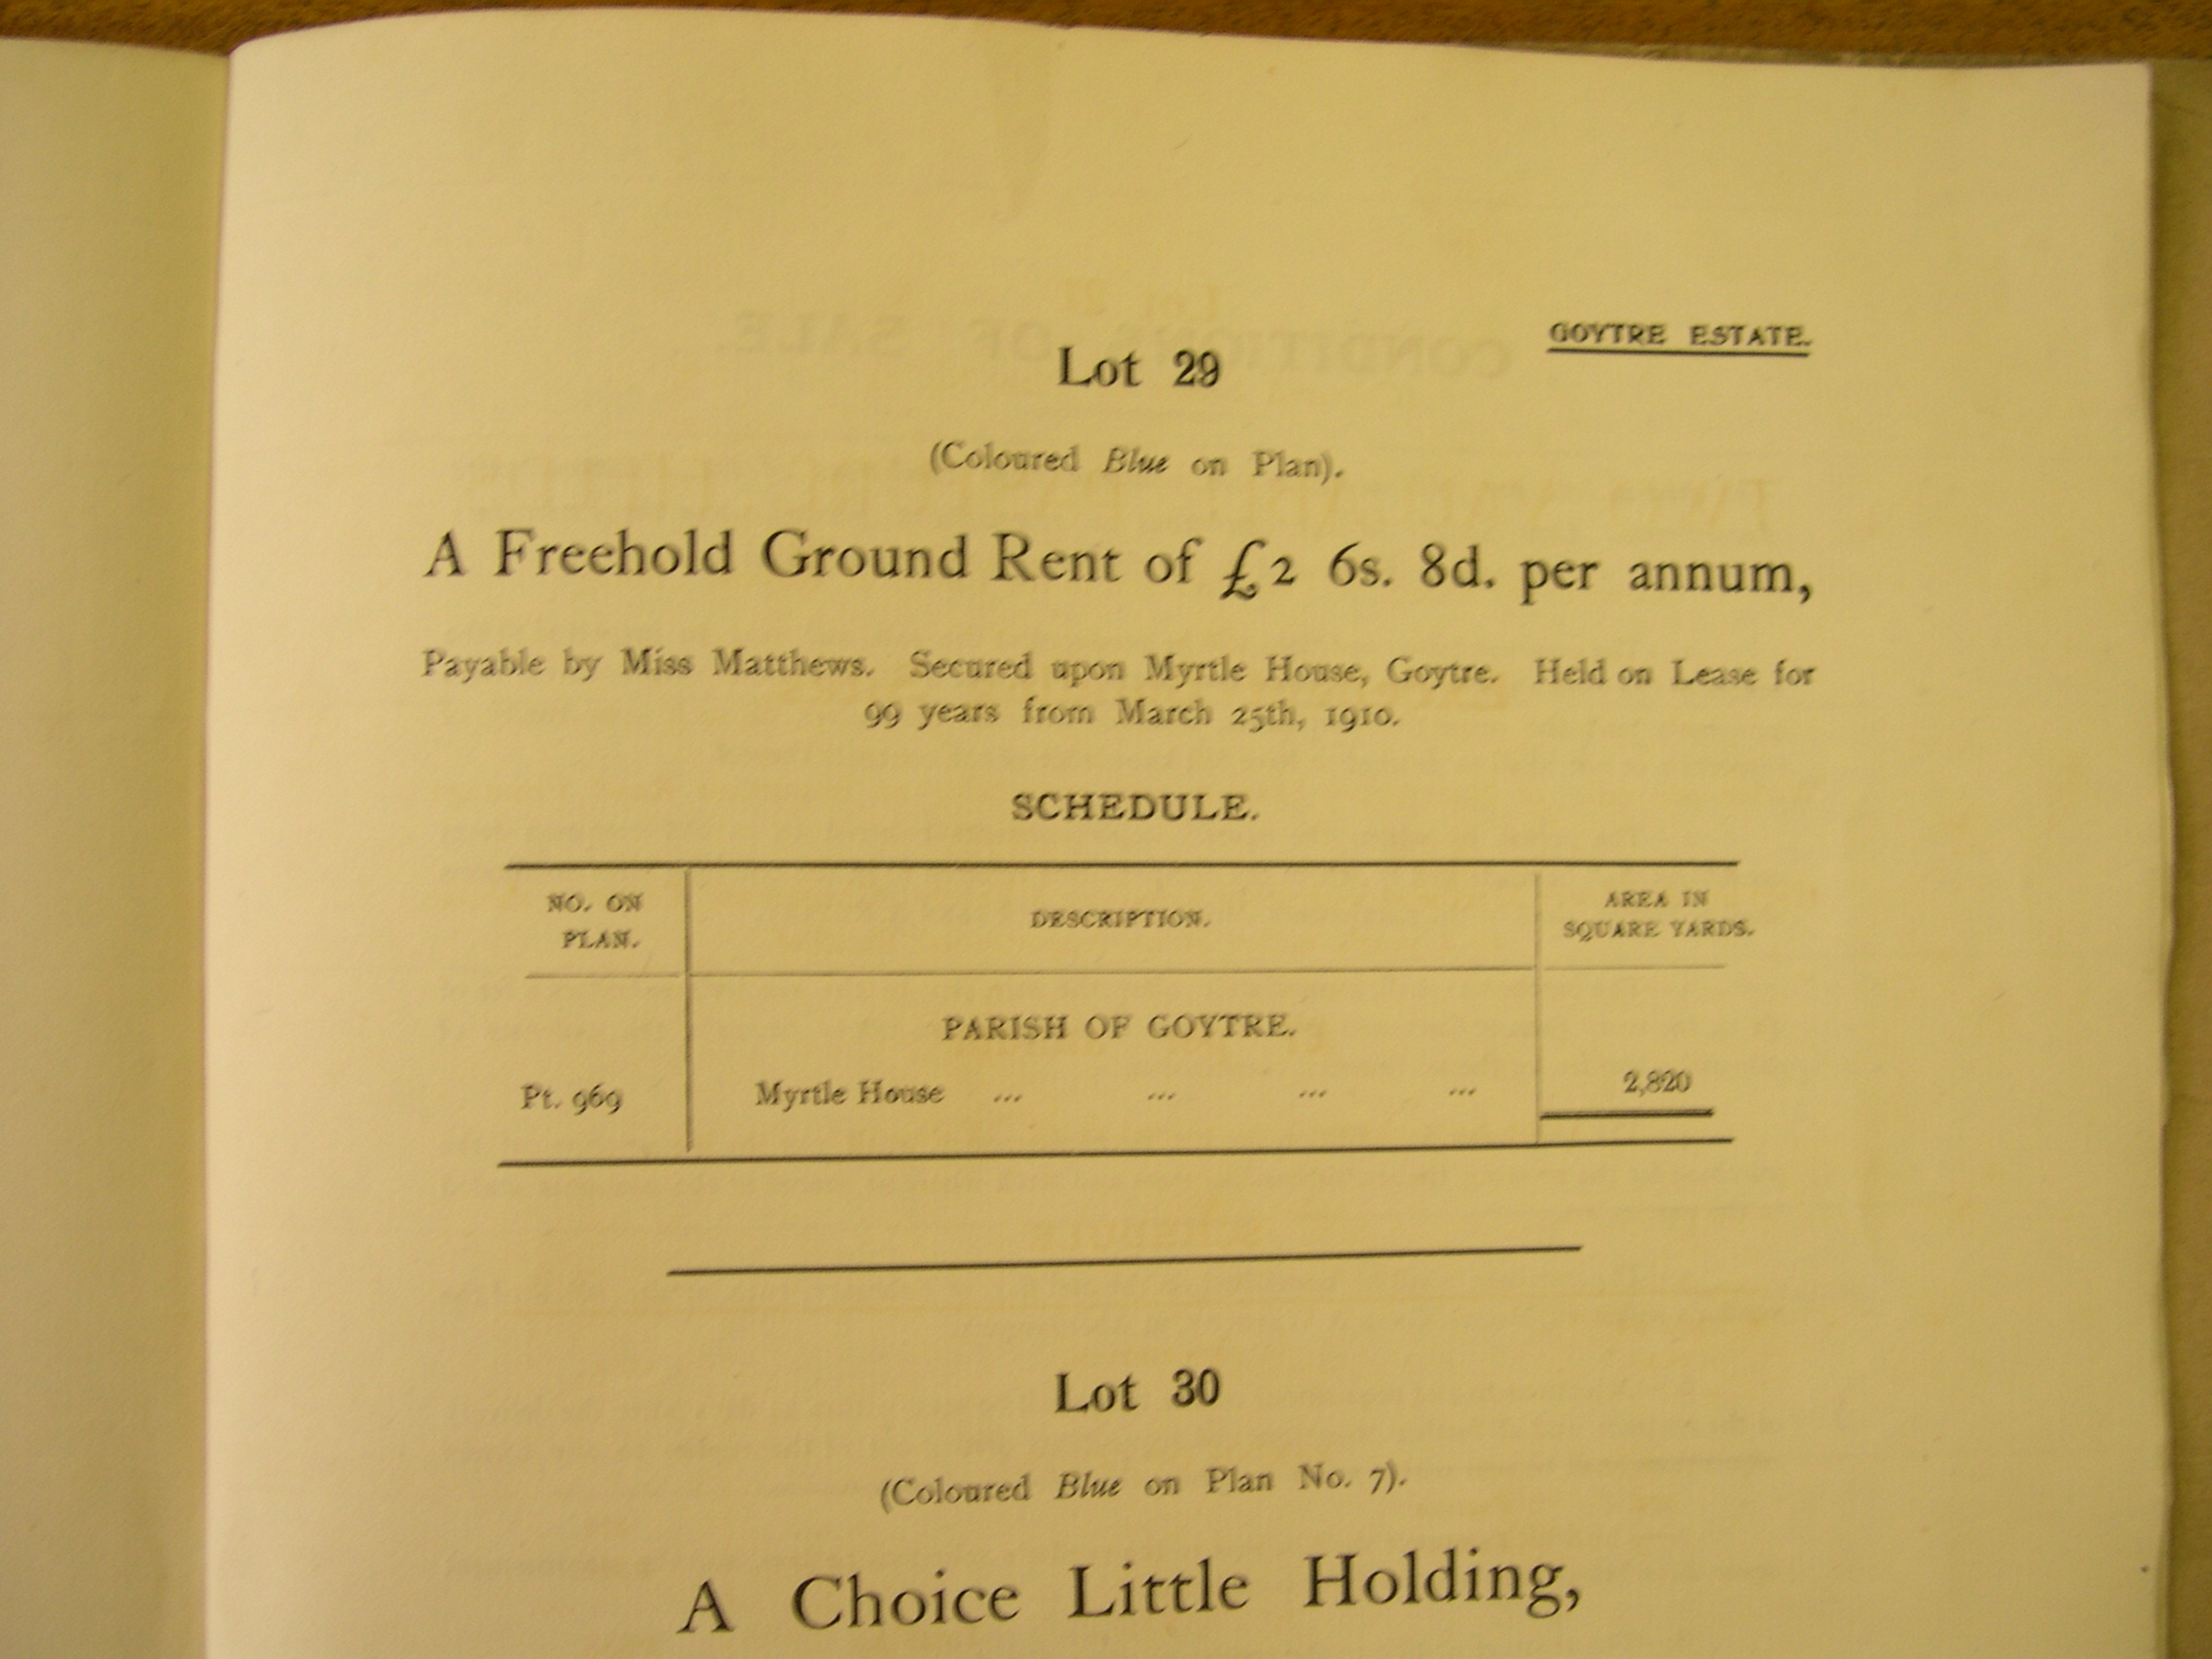 GOYTRE ESTATE.
Lot 29
(Coloured Blue on Plan).
A Freehold Ground Rent of £2 6s. 8d. per annum,
Payable by Miss Matthews. Secured upon Myrtle House, Goytre. Held on Lease for
99 years from March 25th, 1910.
SCHEDULE.
NO. ON
PLAN.
DESCRIPTION.
AREA IN
SQUARE YARDS.
PARISH OF GOYTRE.
Pt. 969 Myrtle House ... ... ... ... 2,820
Lot 30
(Coloured Blue on Plan No. 7).
A Choice Little Holding,